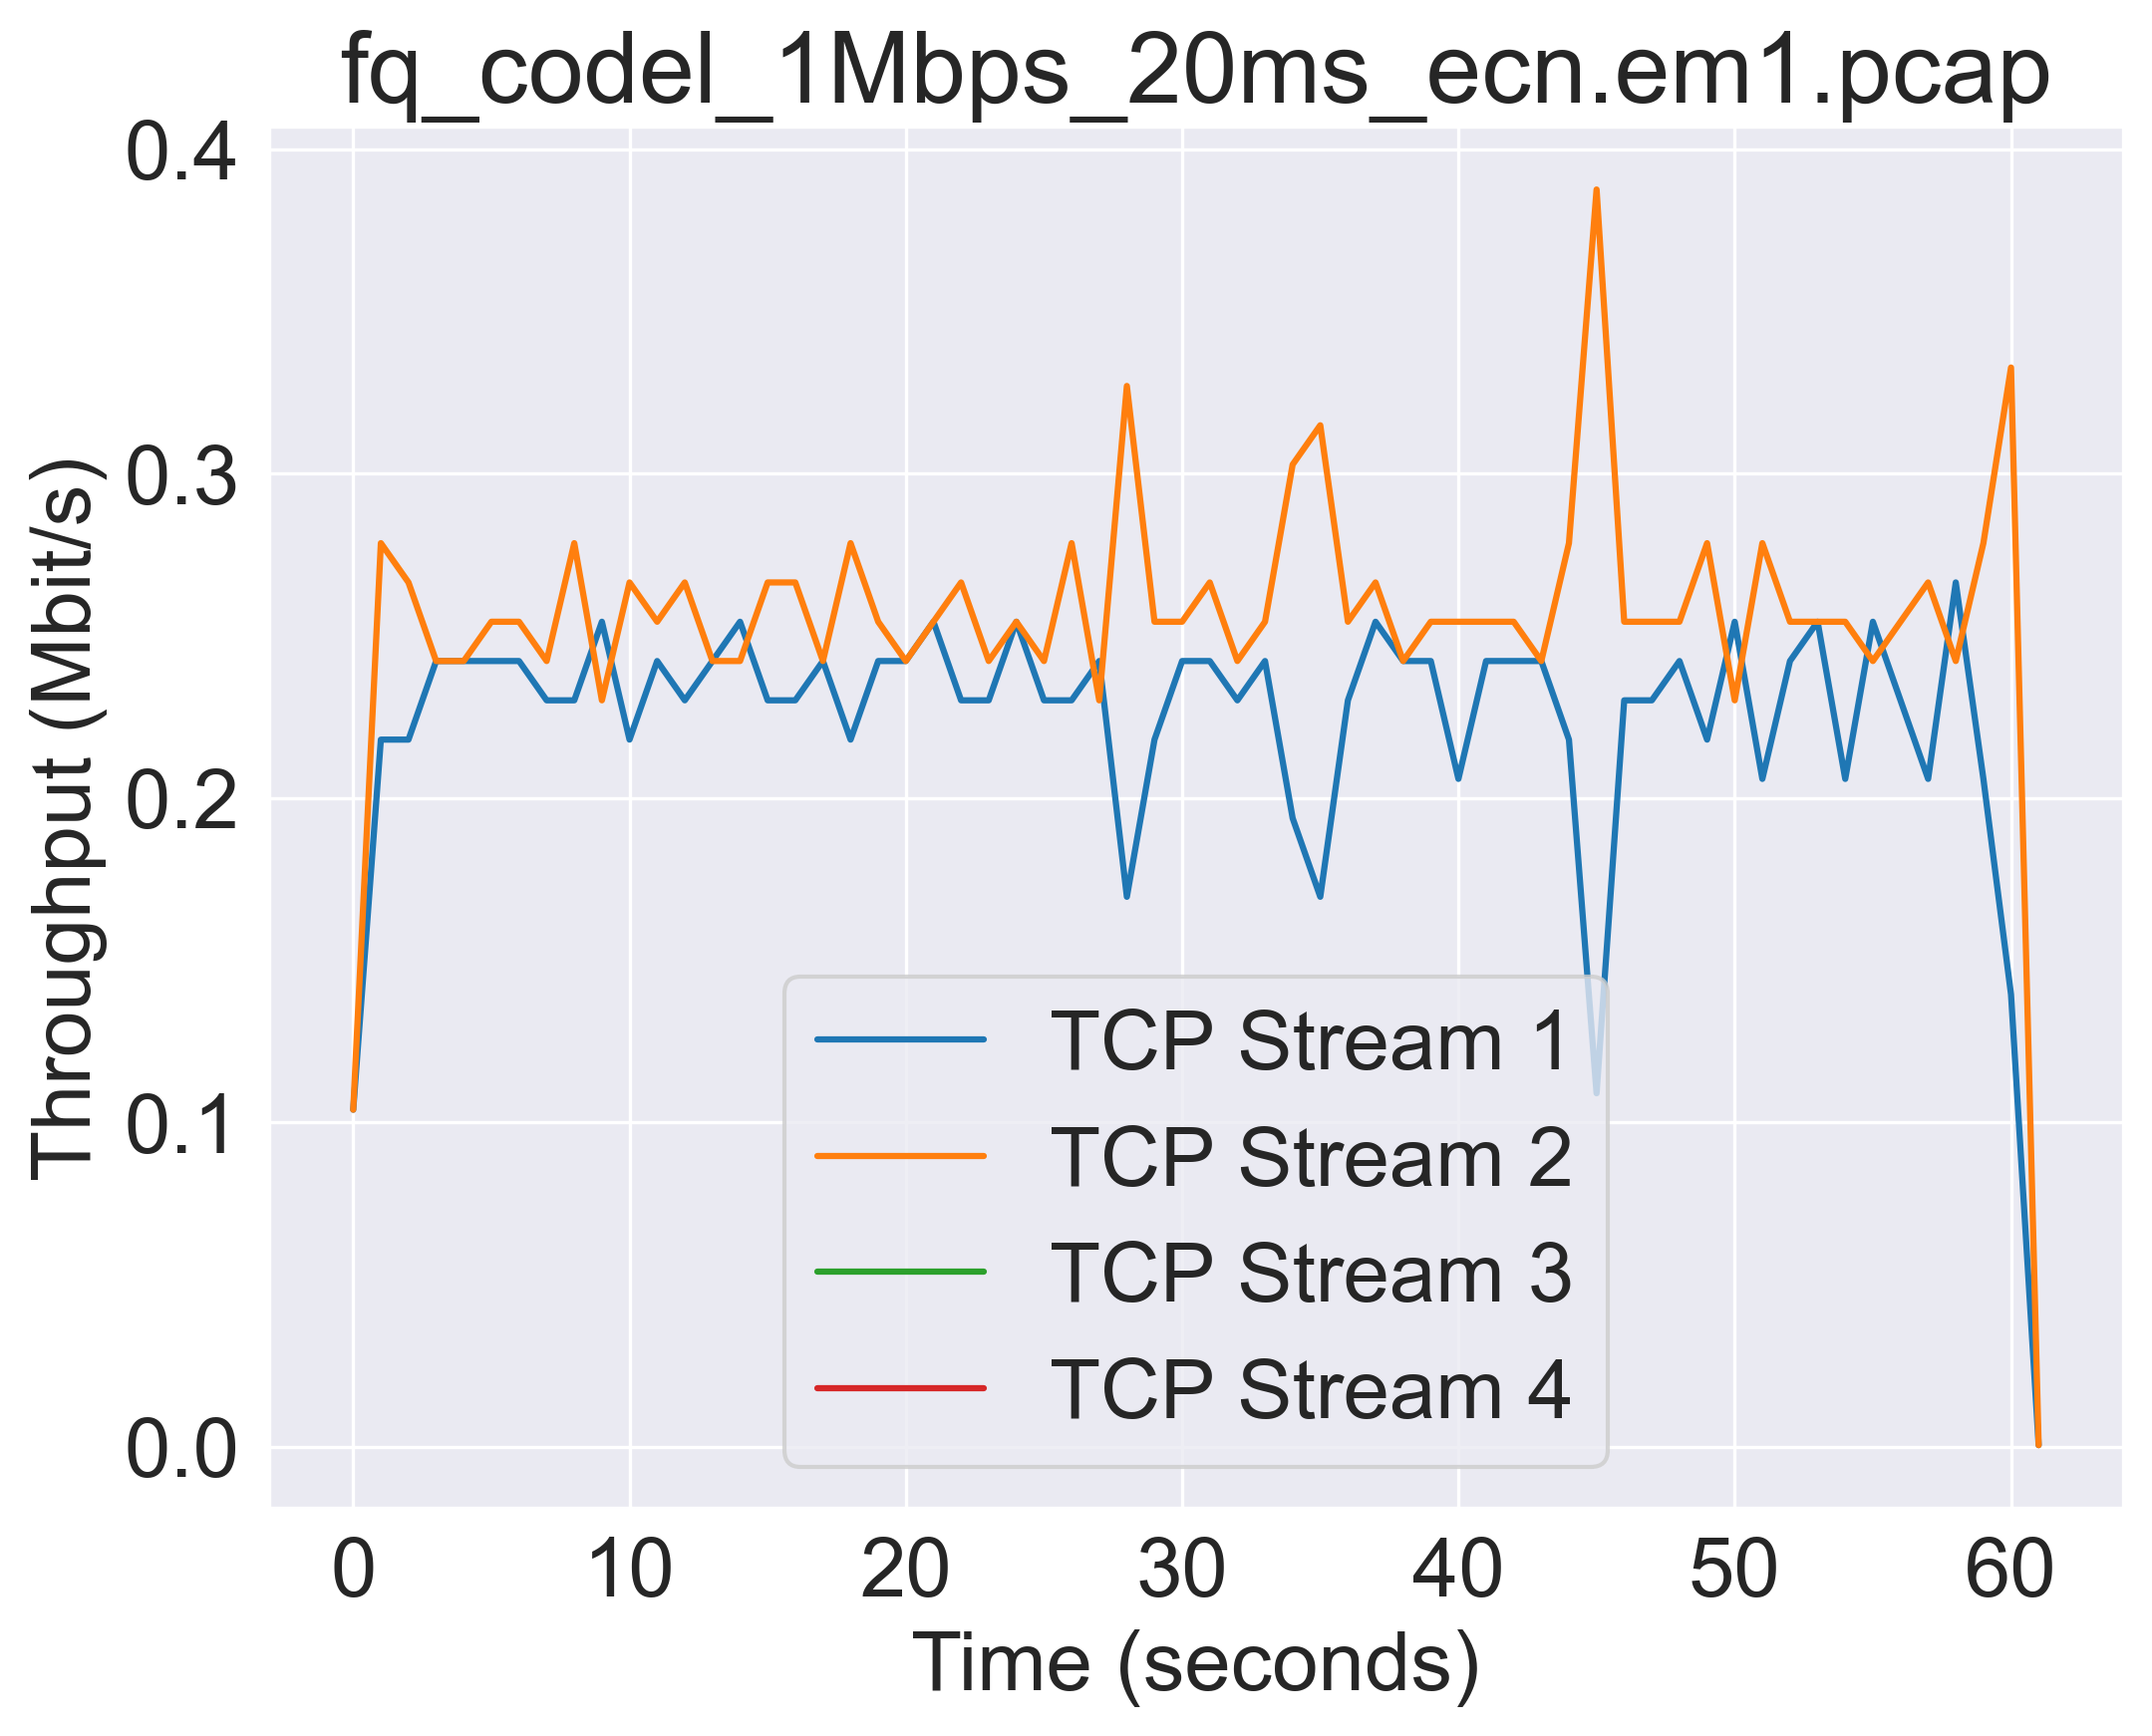 fq_codel_1Mbps_20ms_ecn.em1.pcap
0.4
0.3
0.2
0.1
0.0
Throughput (Mbit/s)
TCP Stream 1
TCP Stream 2
TCP Stream 3
TCP Stream 4
0 10 20 30 40 50 60
Time (seconds)